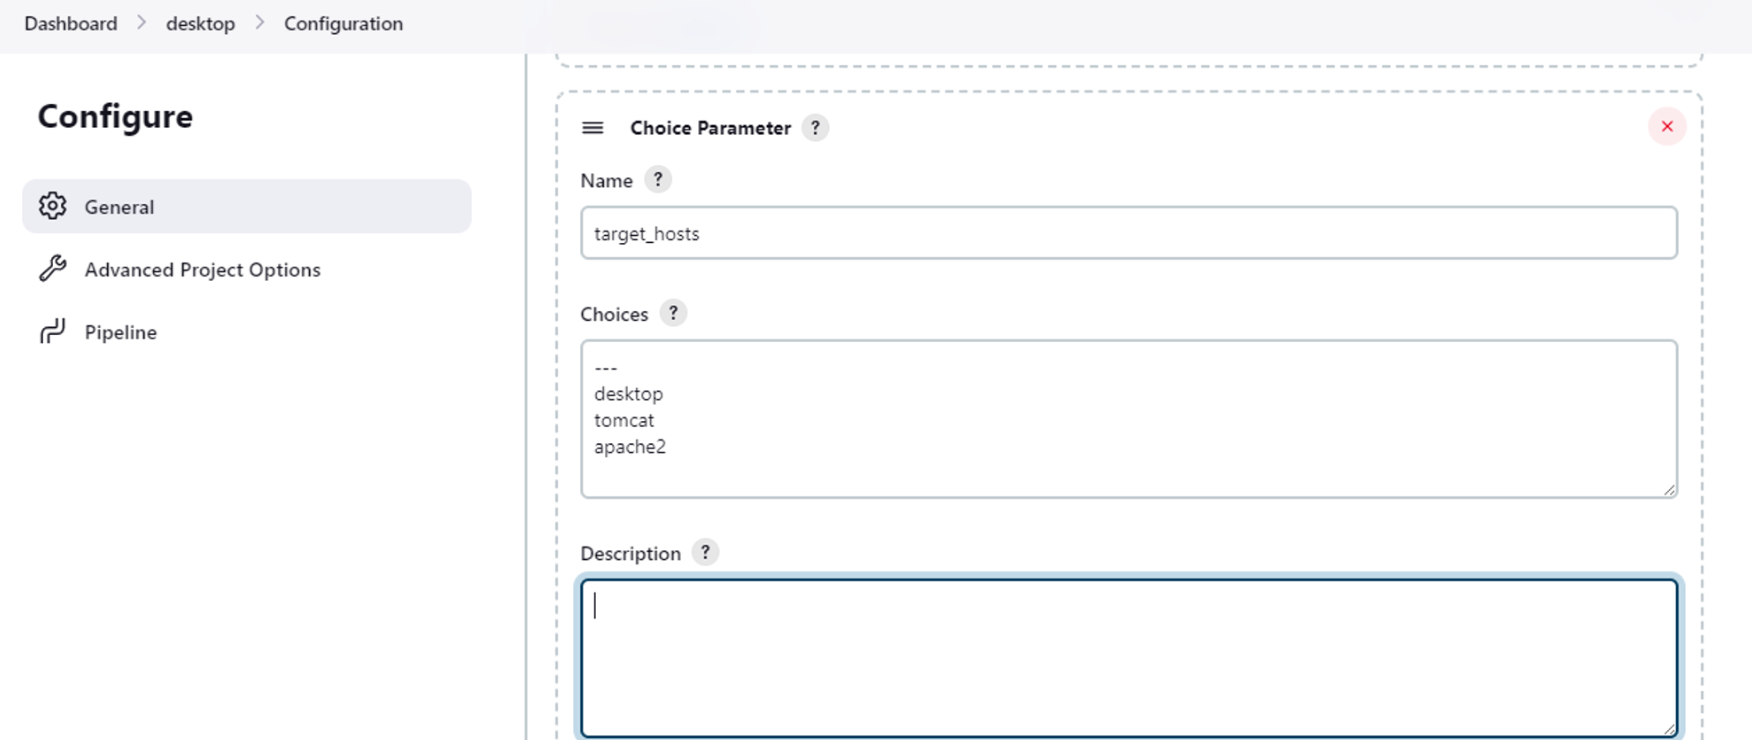 Dashboard > desktop > Configuration
Configure
General
Advanced Project Options
Pipeline
Choice Parameter ?
Name ?
target_hosts
Choices ?
---
desktop
tomcat
apache2
Description ?